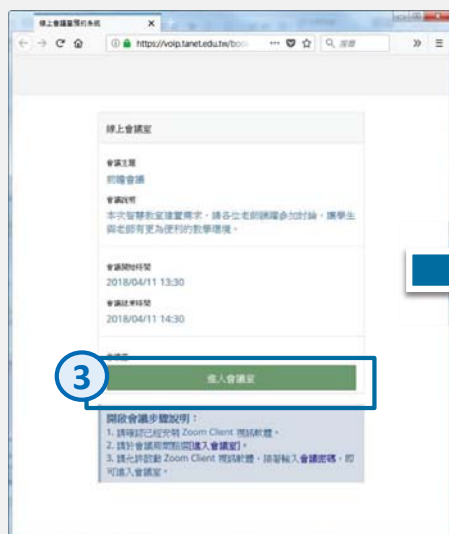 線上會議室預約系統
https://voip.tanet.edu.tw/book
搜尋
線上會議室
會議主題
前瞻會議
會議說明
本次智慧教室建置需求，請各位老師踴躍參加討論，讓學生
與老師有更為便利的教學環境。
會議開始時間
2018/04/11 13:30
會議結束時間
2018/04/11 14:30
會議室
3
進入會議室
開啟會議步驟說明：
1. 請確認已經安裝 Zoom Client 視訊軟體。
2. 請於會議期間點選[進入會議室]。
3. 請允許啟動 Zoom Client 視訊軟體，接著輸入會議密碼，即
可進入會議室。